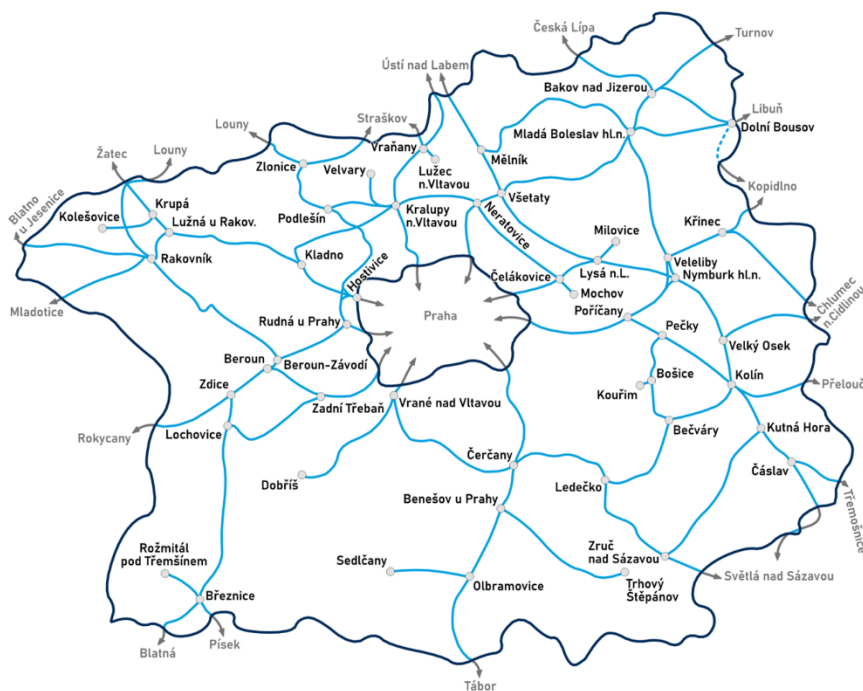 Česká Lípa
Turnov
Ústí nad Labem
Bakov nad Jizerou
Libuň
Dolní Bousov
Straškov
Louny
Vraňany
Mladá Boleslav hl.n.
Louny
Žatec
Zlonice
Velvary
Lužec
n.Vltavou
Mělník
Kopidlno
Blatno
u Jesenice
Krupá
Kolešovice
Lužná u Rakov.
Podlešín
Kralupy
n.Vltavou
Všetaty
Neratovice
Křinec
Milovice
Rakovník
Kladno
Hostivice
Čelákovice
Lysá n.L.
Veleliby
Nymburk hl.n.
Mochov
Mladotice
Praha
Poříčany
Chlumec
n.Cidlinou
Rudná u Prahy
Pečky
Velký Osek
Beroun
Beroun-Závodí
Bošice
Kolín
Kouřim
Přelouč
Zdice
Zadní Třebaň
Vrané nad Vltavou
Rokycany
Lochovice
Bečváry
Kutná Hora
Čerčany
Dobříš
Ledečko
Čáslav
Třemošnice
Benešov u Prahy
Rožmitál
pod Třemšínem
Sedlčany
Zruč
nad Sázavou
Světlá nad Sázavou
Olbramovice
Trhový
Štěpánov
Březnice
Blatná
Písek
Tábor